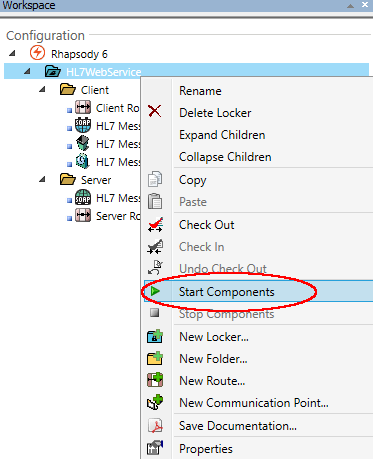 Workspace
Configuration
Rhapsody 6
HL7WebService
Client
Client Ro
HL7 Mess
HL7 Mess
HL7 Mess
Server
HL7 Mess
Server Ro
Rename
Delete Locker
Expand Children
Collapse Children
Copy
Paste
Check Out
Check In
Undo Check Out
Start Components
Stop Components
New Locker...
New Folder...
New Route...
New Communication Point...
Save Documentation...
Properties